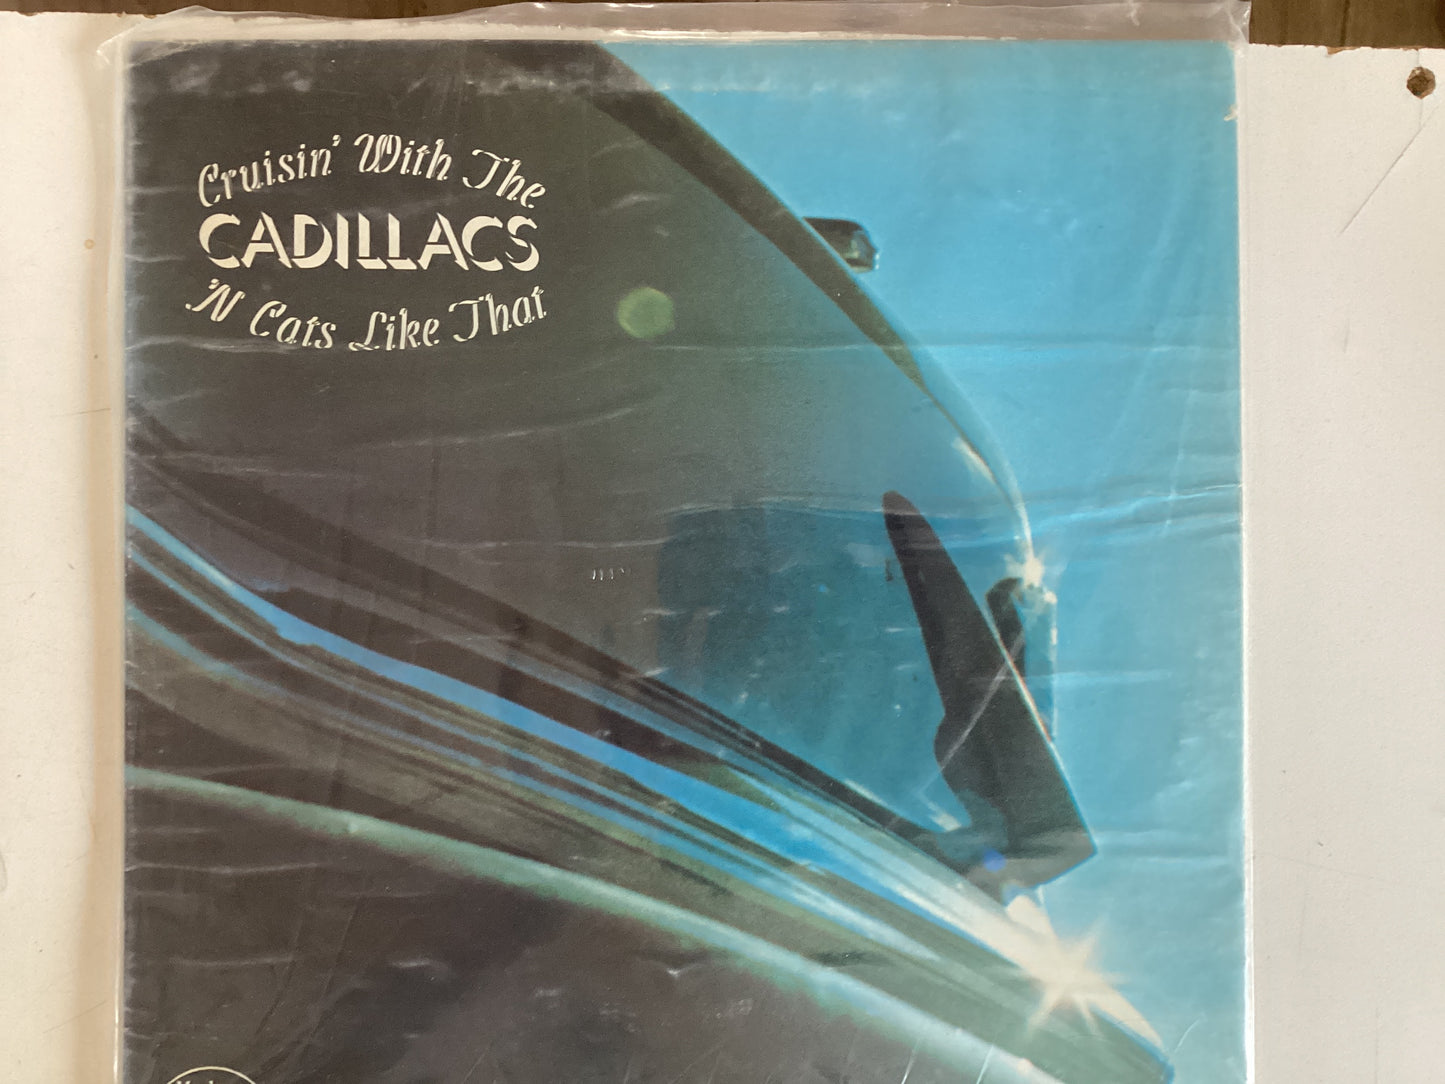 Cruisin' With The
CADILLACS
'N Cats Like That